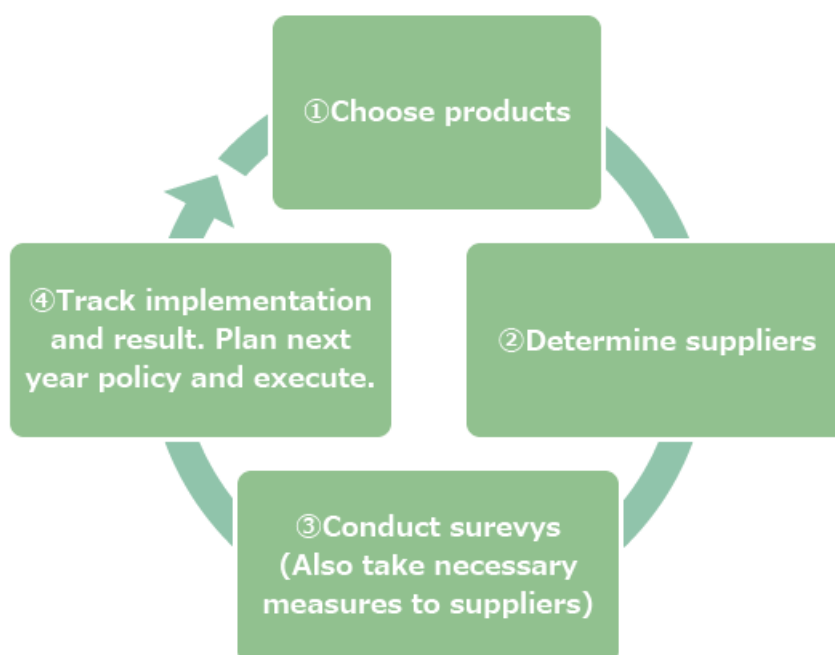 ①Choose products
②Determine suppliers
③Conduct surevys
(Also take necessary
measures to suppliers)
④Track implementation
and result. Plan next
year policy and execute.